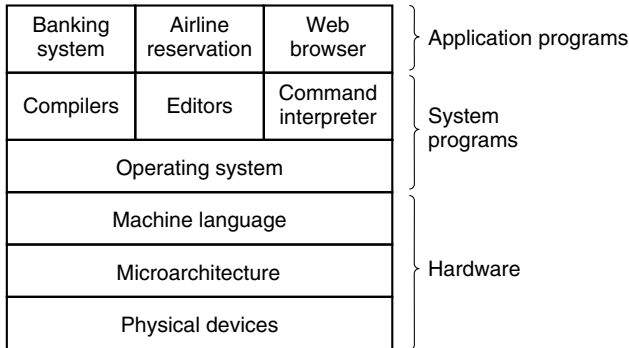 Banking
system
Airline
reservation
Web
browser
Application programs
Compilers
Editors
Command
interpreter
System
programs
Operating system
Machine language
Microarchitecture
Hardware
Physical devices